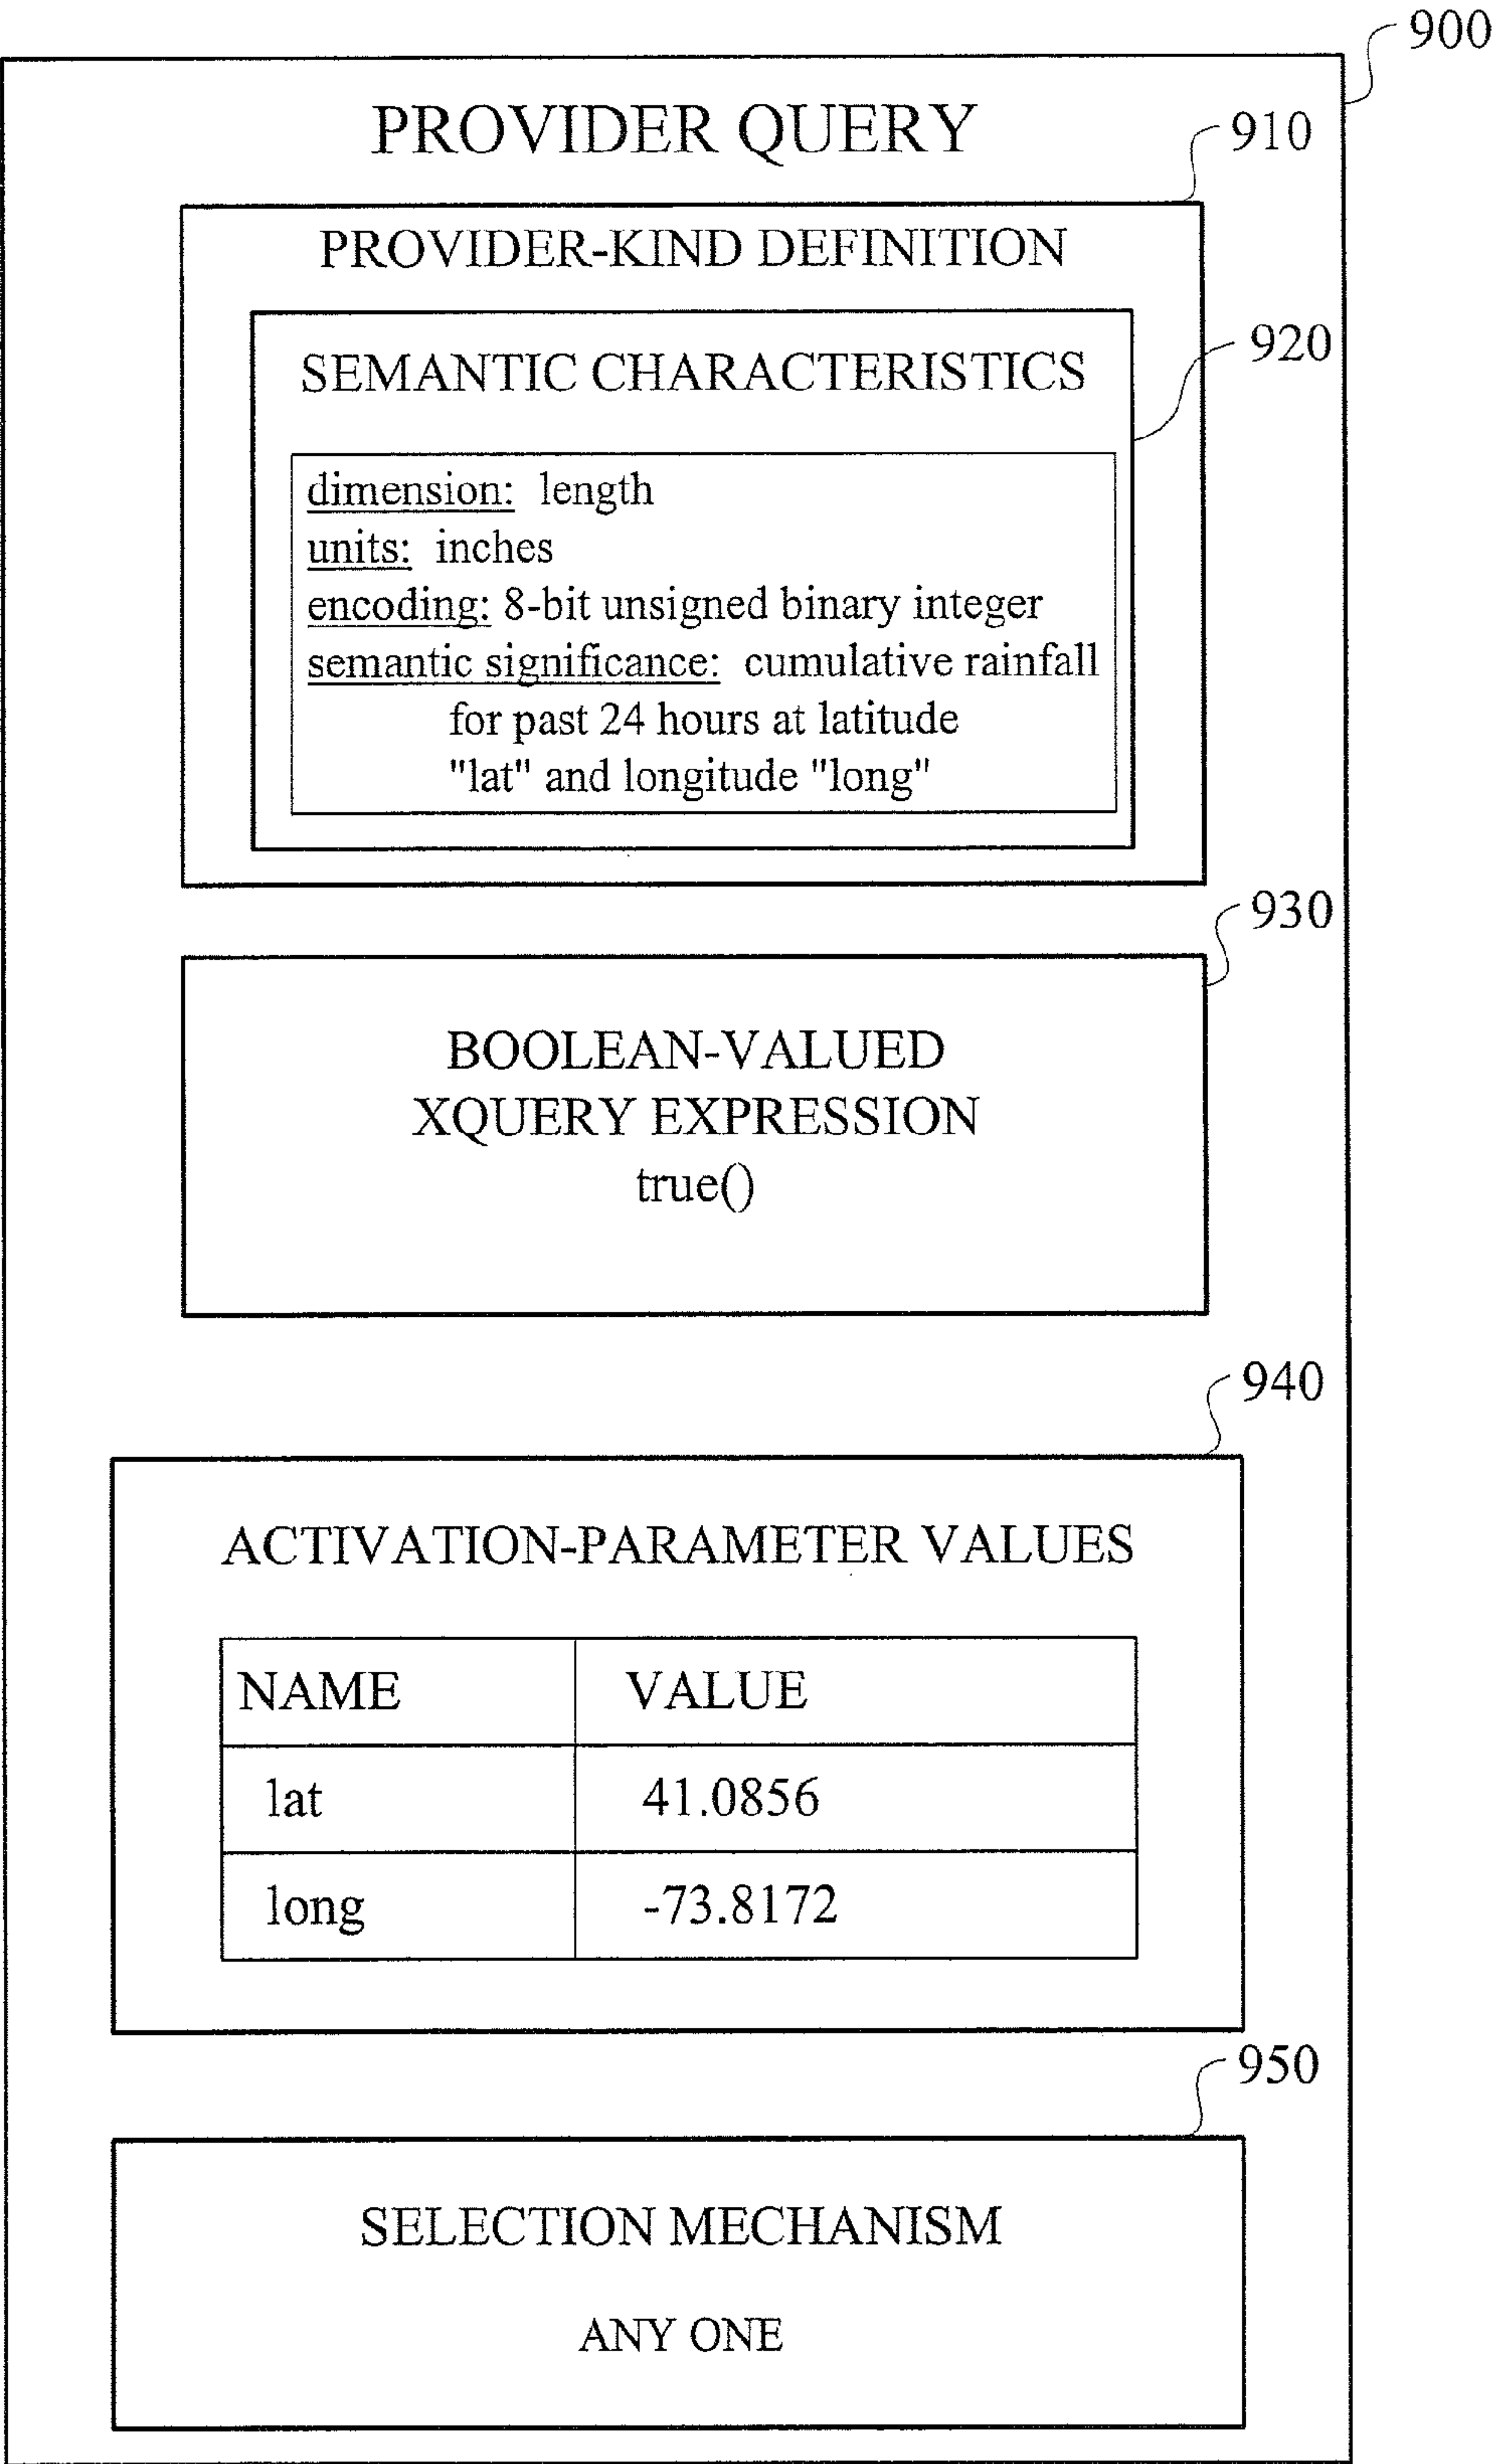 900
PROVIDER QUERY
910
PROVIDER-KIND DEFINITION
SEMANTIC CHARACTERISTICS
920
dimension: length
units: inches
encoding: 8-bit unsigned binary integer
semantic significance: cumulative rainfall
for past 24 hours at latitude
"lat" and longitude "long"
930
BOOLEAN-VALUED
XQUERY EXPRESSION
true()
940
ACTIVATION-PARAMETER VALUES
NAME VALUE
lat 41.0856
long -73.8172
950
SELECTION MECHANISM
ANY ONE